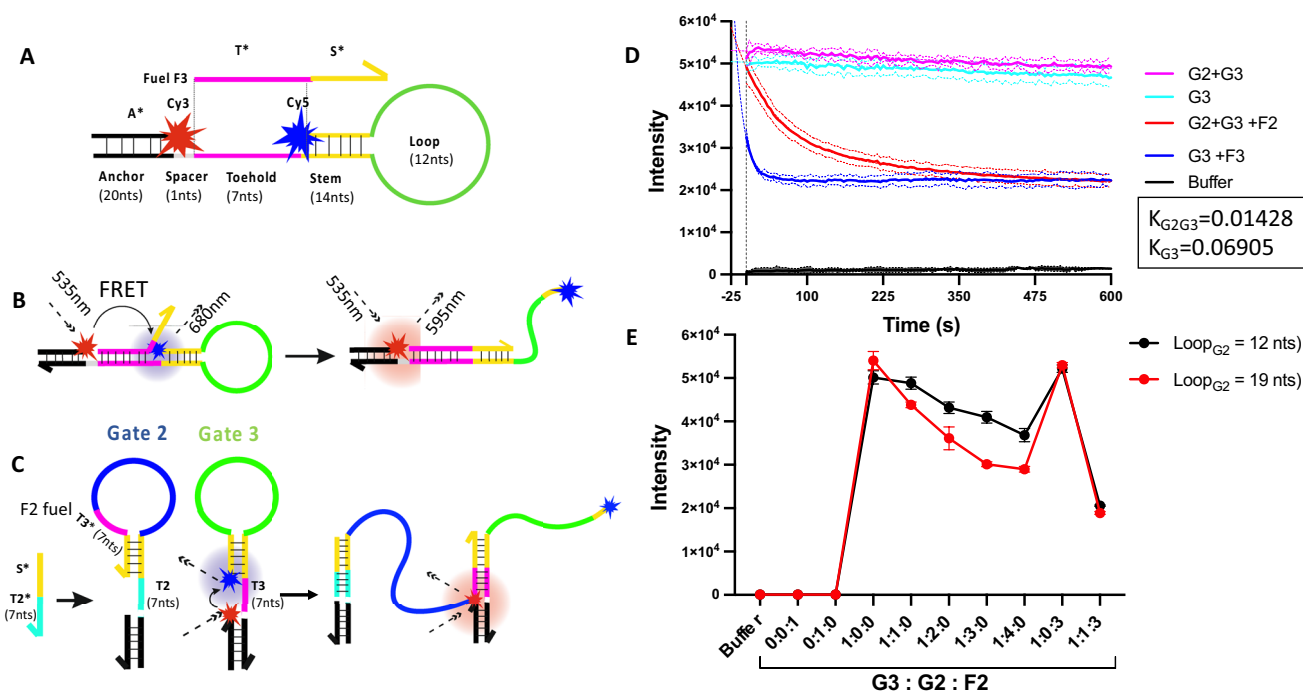 A
T*
S*
Fuel F3
Cy3
Cy5
A*
Loop
(12nts)
Anchor
(20nts)
Spacer
(1nts)
Toehold
(7nts)
Stem
(14nts)
B
535nm
FRET
680nm
535nm
595nm
C
Gate 2
Gate 3
F2 fuel
T3* (7nts)
S*
T2*
(7nts)
T2
(7nts)
T3
(7nts)
D
Intensity
6×10⁴
5×10⁴
4×10⁴
3×10⁴
2×10⁴
1×10⁴
0
-25
100
225
350
475
600
Time (s)
G2+G3
G3
G2+G3 +F2
G3 +F3
Buffer
K_G2G3=0.01428
K_G3=0.06905
E
Intensity
6×10⁴
5×10⁴
4×10⁴
3×10⁴
2×10⁴
1×10⁴
0
Buffer
0:0:1
0:1:0
1:0:0
1:1:0
1:2:0
1:3:0
1:4:0
1:0:3
1:1:3
G3 : G2 : F2
Loop_G2 = 12 nts)
Loop_G2 = 19 nts)